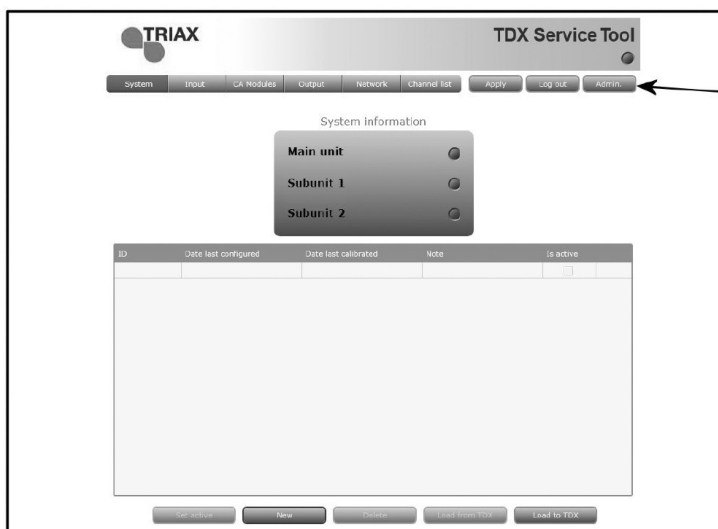 TRIAX
TDX Service Tool
System Input CA Modules Output Network Channel list Apply Log out Admin.
System information
Main unit
Subunit 1
Subunit 2
ID Date last configured Date last calibrated Note Is active
Set active New Delete Load from TDX Load to TDX